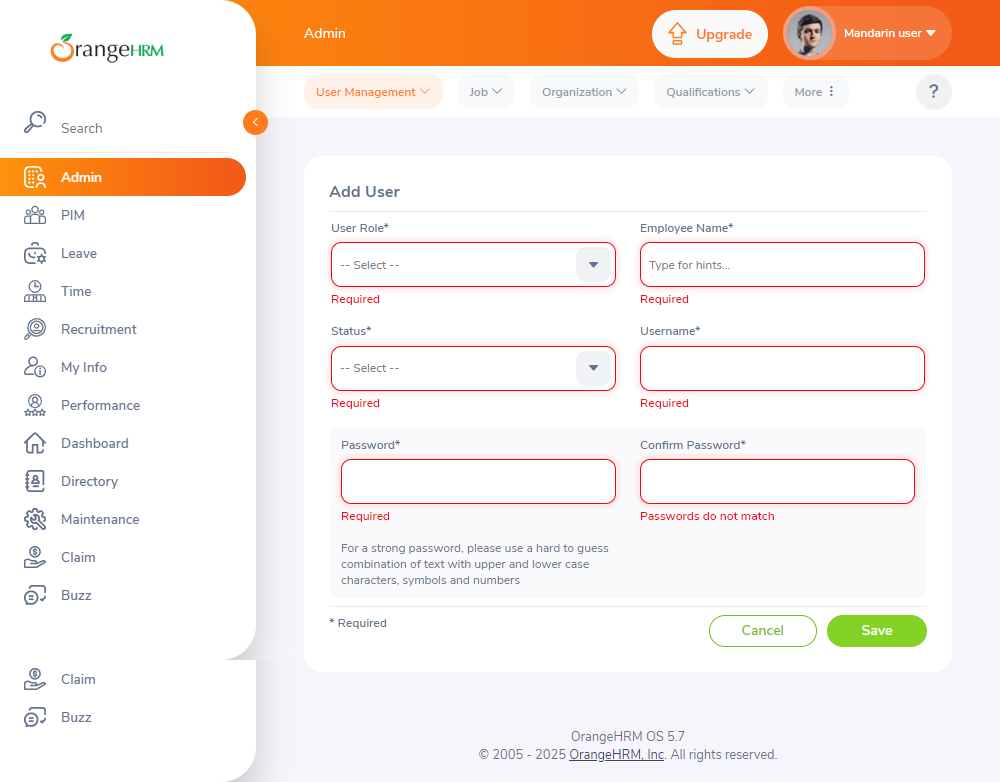 OrangeHRM
Search
Admin
PIM
Leave
Time
Recruitment
My Info
Performance
Dashboard
Directory
Maintenance
Claim
Buzz
Claim
Buzz
Admin
Upgrade
Mandarin user
User Management
Job
Organization
Qualifications
More
?
Add User
User Role*
Employee Name*
-- Select --
Type for hints...
Required
Required
Status*
Username*
-- Select --
Required
Required
Password*
Confirm Password*
Required
Passwords do not match
For a strong password, please use a hard to guess
combination of text with upper and lower case
characters, symbols and numbers
* Required
Cancel
Save
OrangeHRM OS 5.7
© 2005 - 2025 OrangeHRM, Inc. All rights reserved.